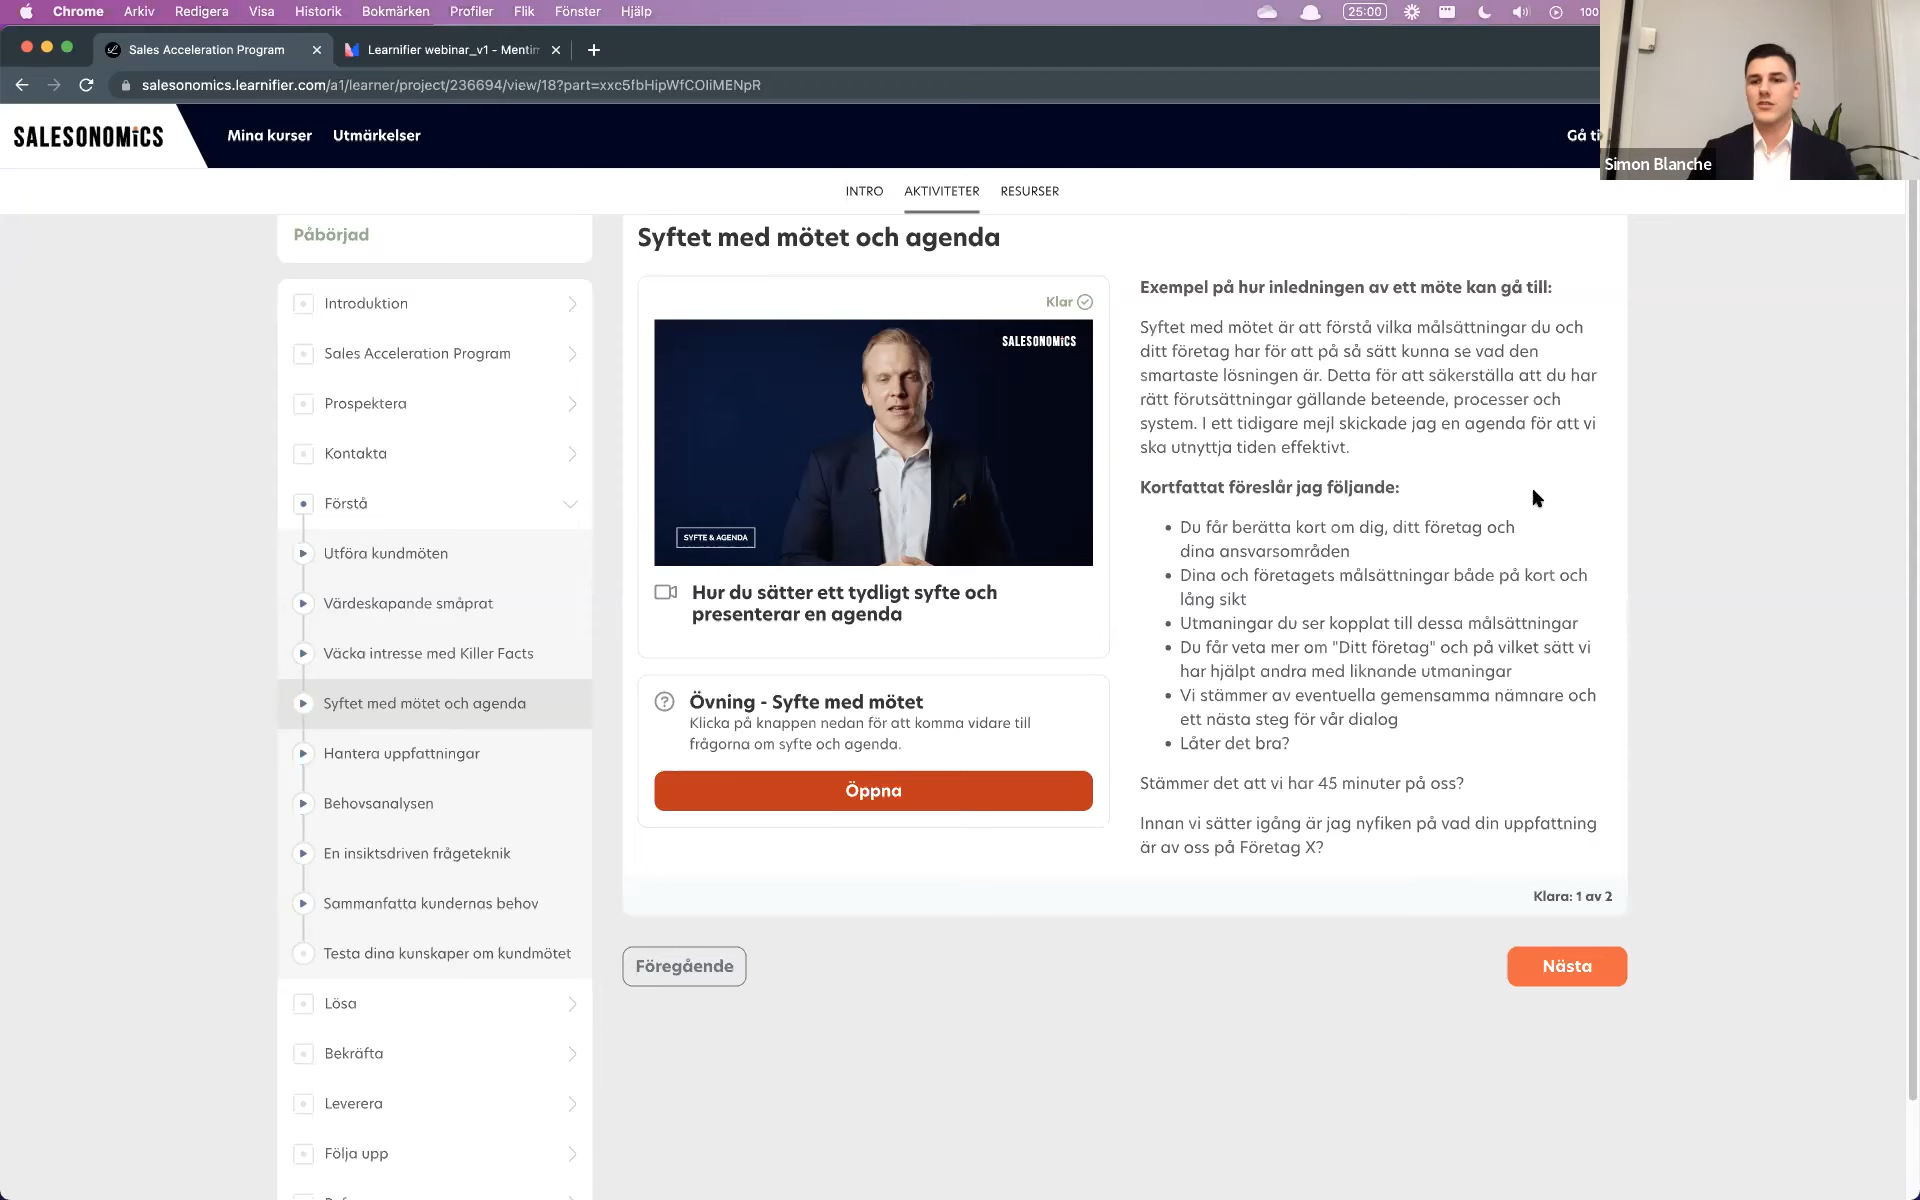 Chrome Arkiv Redigera Visa Historik Bokmärken Profiler Flik Fönster Hjälp 25:00 100
Sales Acceleration Program
Learnifier webinar_v1 - Mentim
salesonomics.learnifier.com/a1/learner/project/236694/view/18?part=xxc5fbHipWfCOIiMENpR
SALESONOMiCS Mina kurser Utmärkelser Gå ti
Simon Blanche
INTRO AKTIVITETER RESURSER
Påbörjad
Introduktion
Sales Acceleration Program
Prospektera
Kontakta
Förstå
Utföra kundmöten
Värdeskapande småprat
Väcka intresse med Killer Facts
Syftet med mötet och agenda
Hantera uppfattningar
Behovsanalysen
En insiktsdriven frågeteknik
Sammanfatta kundernas behov
Testa dina kunskaper om kundmötet
Lösa
Bekräfta
Leverera
Följa upp
Syftet med mötet och agenda
Klar
SALESONOMiCS
SYFTE & AGENDA
Hur du sätter ett tydligt syfte och
presenterar en agenda
Övning - Syfte med mötet
Klicka på knappen nedan för att komma vidare till
frågorna om syfte och agenda.
Öppna
Exempel på hur inledningen av ett möte kan gå till:
Syftet med mötet är att förstå vilka målsättningar du och
ditt företag har för att på så sätt kunna se vad den
smartaste lösningen är. Detta för att säkerställa att du har
rätt förutsättningar gällande beteende, processer och
system. I ett tidigare mejl skickade jag en agenda för att vi
ska utnyttja tiden effektivt.
Kortfattat föreslår jag följande:
• Du får berätta kort om dig, ditt företag och
dina ansvarsområden
• Dina och företagets målsättningar både på kort och
lång sikt
• Utmaningar du ser kopplat till dessa målsättningar
• Du får veta mer om "Ditt företag" och på vilket sätt vi
har hjälpt andra med liknande utmaningar
• Vi stämmer av eventuella gemensamma nämnare och
ett nästa steg för vår dialog
• Låter det bra?
Stämmer det att vi har 45 minuter på oss?
Innan vi sätter igång är jag nyfiken på vad din uppfattning
är av oss på Företag X?
Klara: 1 av 2
Föregående
Nästa